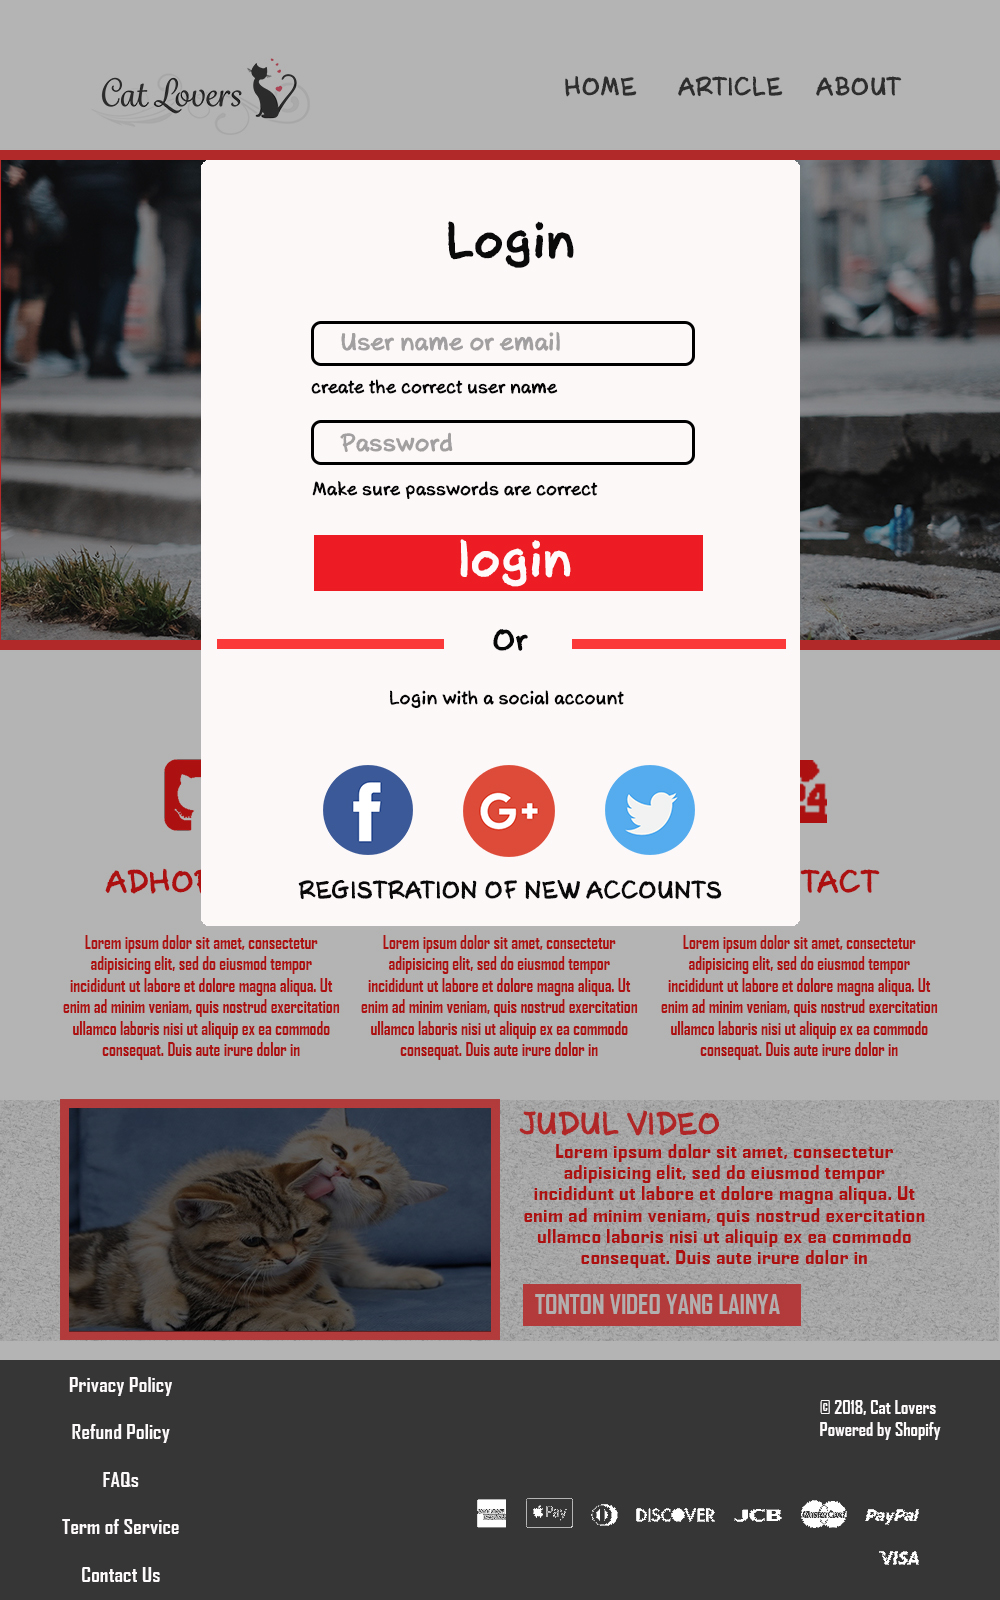 Cat Lovers
HOME ARTICLE ABOUT
Login
User name or email
create the correct user name
Password
Make sure passwords are correct
login
Or
Login with a social account
f
G+
REGISTRATION OF NEW ACCOUNTS
Lorem ipsum dolor sit amet, consectetur
adipisicing elit, sed do eiusmod tempor
incididunt ut labore et dolore magna aliqua. Ut
enim ad minim veniam, quis nostrud exercitation
ullamco laboris nisi ut aliquip ex ea commodo
consequat. Duis aute irure dolor in
Lorem ipsum dolor sit amet, consectetur
adipisicing elit, sed do eiusmod tempor
incididunt ut labore et dolore magna aliqua. Ut
enim ad minim veniam, quis nostrud exercitation
ullamco laboris nisi ut aliquip ex ea commodo
consequat. Duis aute irure dolor in
Lorem ipsum dolor sit amet, consectetur
adipisicing elit, sed do eiusmod tempor
incididunt ut labore et dolore magna aliqua. Ut
enim ad minim veniam, quis nostrud exercitation
ullamco laboris nisi ut aliquip ex ea commodo
consequat. Duis aute irure dolor in
JUDUL VIDEO
Lorem ipsum dolor sit amet, consectetur
adipisicing elit, sed do eiusmod tempor
incididunt ut labore et dolore magna aliqua. Ut
enim ad minim veniam, quis nostrud exercitation
ullamco laboris nisi ut aliquip ex ea commodo
consequat. Duis aute irure dolor in
TONTON VIDEO YANG LAINYA
Privacy Policy
Refund Policy
FAQs
Term of Service
Contact Us
© 2018, Cat Lovers
Powered by Shopify
Pay DISCOVER JCB MasterCard PayPal
VISA